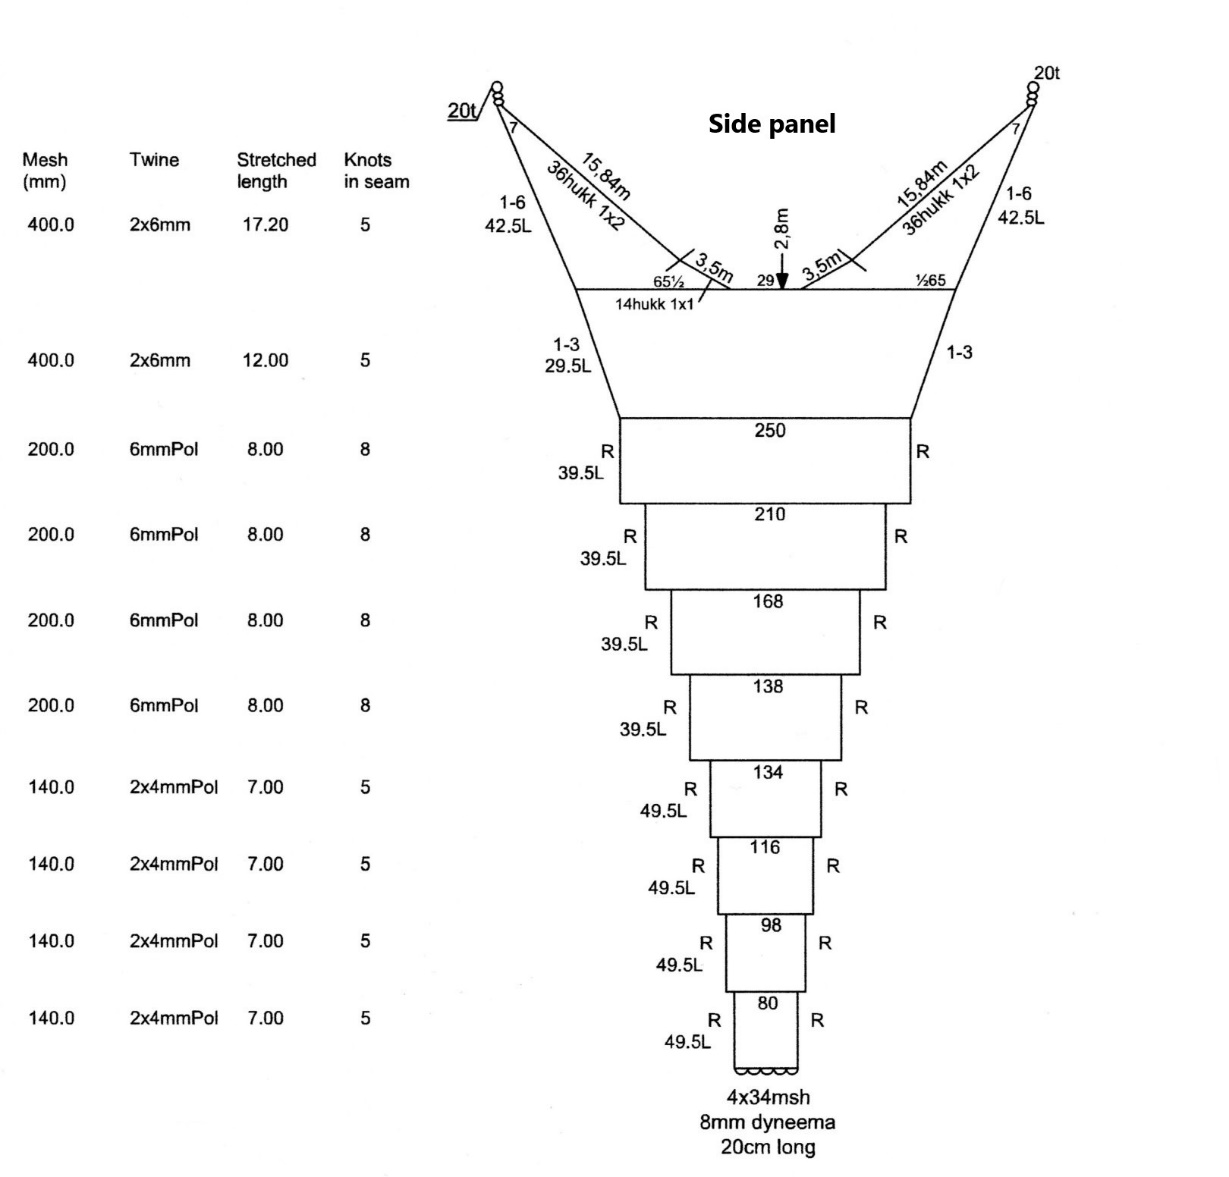 20t
20t
Side panel
7
7
15,84m
36hukk 1x2
15,84m
36hukk 1x2
Mesh (mm) Twine Stretched length Knots in seam
400.0 2x6mm 17.20 5
1-6
42.5L
1-6
42.5L
2,8m
3,5m
3,5m
65½
29
½65
14hukk 1x1
400.0 2x6mm 12.00 5
1-3
29.5L
1-3
200.0 6mmPol 8.00 8
250
R
39.5L
R
200.0 6mmPol 8.00 8
210
R
39.5L
R
200.0 6mmPol 8.00 8
168
R
39.5L
R
200.0 6mmPol 8.00 8
138
R
39.5L
R
140.0 2x4mmPol 7.00 5
134
R
49.5L
R
140.0 2x4mmPol 7.00 5
116
R
49.5L
R
140.0 2x4mmPol 7.00 5
98
R
49.5L
R
140.0 2x4mmPol 7.00 5
80
R
49.5L
R
4x34msh
8mm dyneema
20cm long